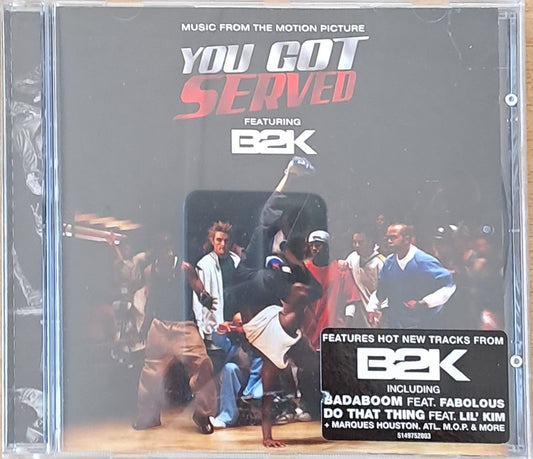 MUSIC FROM THE MOTION PICTURE
YOU GOT
SERVED
FEATURING
B2K
FEATURES HOT NEW TRACKS FROM
B2K
INCLUDING
BADABOOM FEAT. FABOLOUS
DO THAT THING FEAT. LIL' KIM
+ MARQUES HOUSTON, ATL, M.O.P. & MORE
5149752003